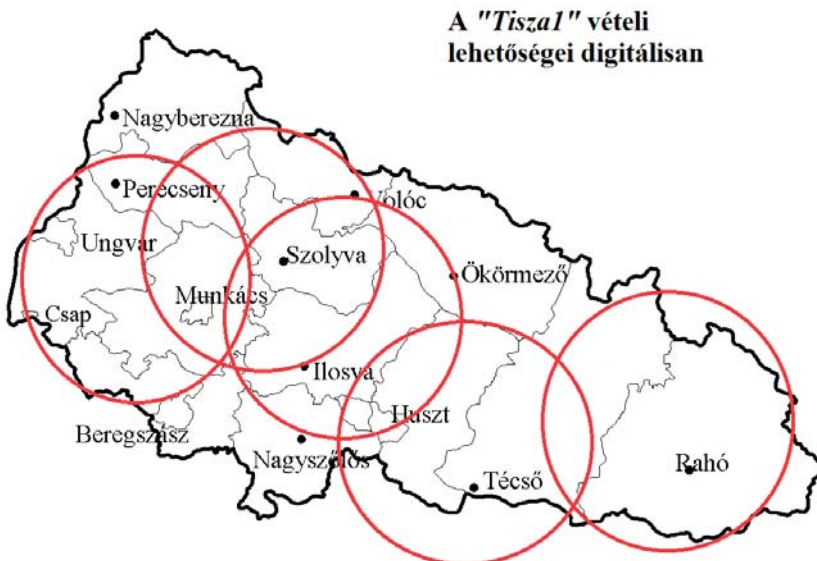 A "Tisza1" vételi
lehetőségei digitálisan
Nagyberezna
Perecseny
Volóc
Ungvár
Szolyva
Ökörmező
Munkács
Csap
Ilosva
Huszt
Beregszász
Nagyszőlős
Técső
Rahó